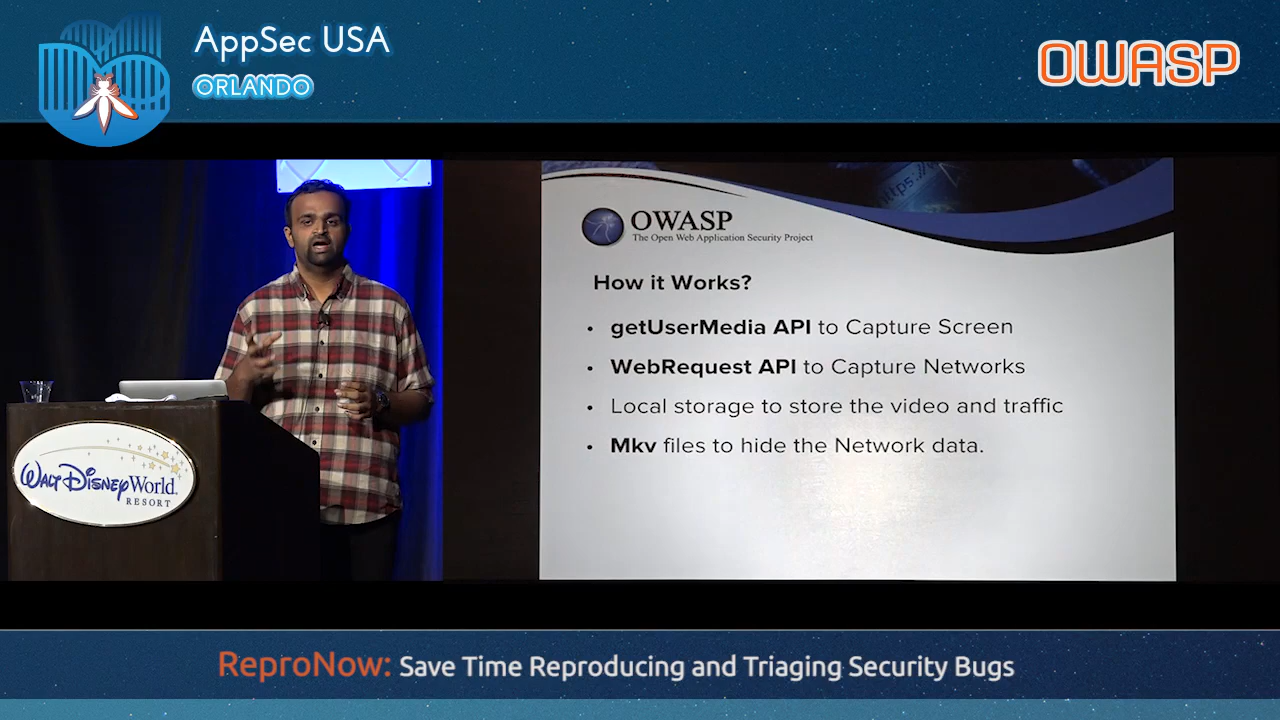 AppSec USA
ORLANDO
OWASP
https://w
OWASP
The Open Web Application Security Project
How it Works?
• getUserMedia API to Capture Screen
• WebRequest API to Capture Networks
• Local storage to store the video and traffic
• Mkv files to hide the Network data.
Walt Disney World
RESORT
ReproNow: Save Time Reproducing and Triaging Security Bugs